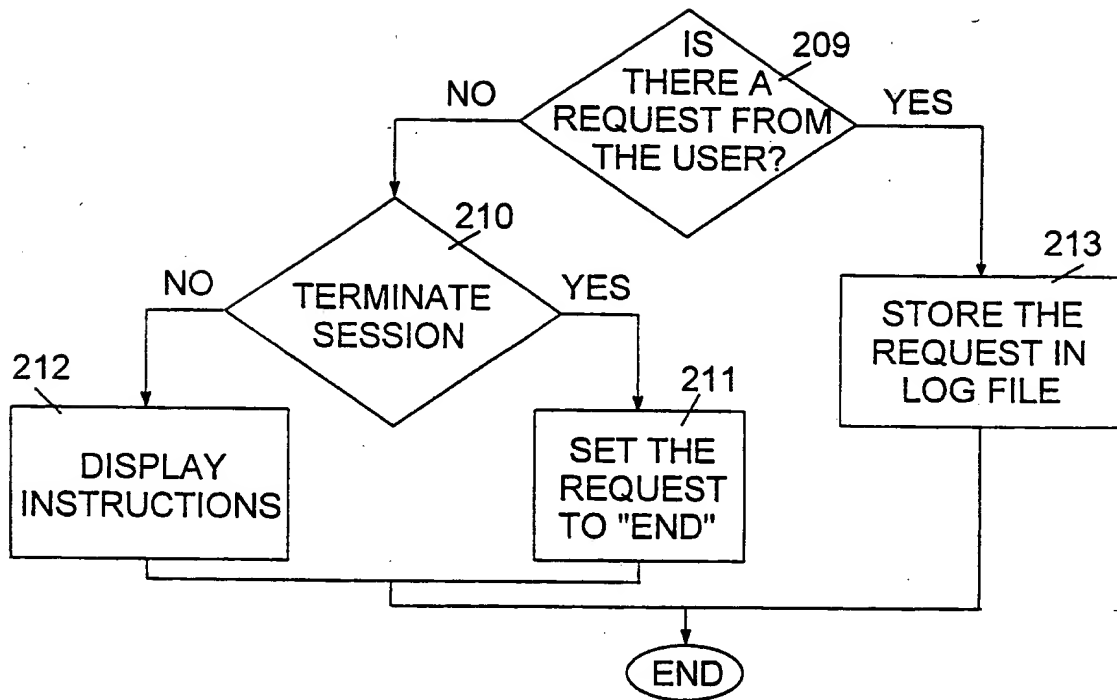 IS
THERE A
REQUEST FROM
THE USER?
209
NO
YES
210
TERMINATE
SESSION
NO
YES
213
STORE THE
REQUEST IN
LOG FILE
212
DISPLAY
INSTRUCTIONS
211
SET THE
REQUEST
TO "END"
END